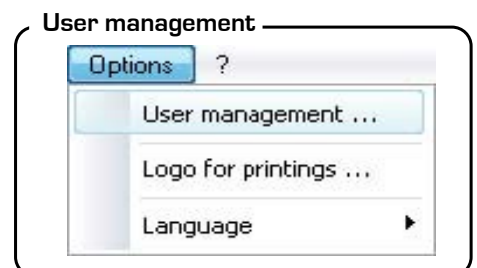 User management
Options ?
User management ...
Logo for printings ...
Language